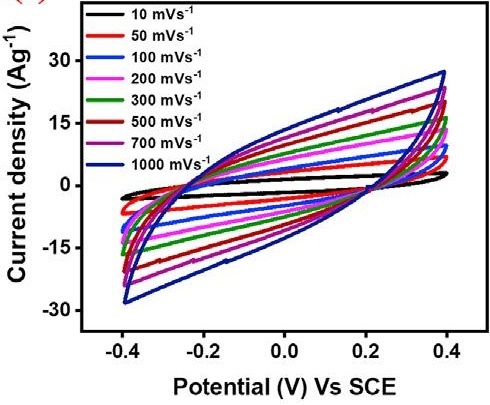 10 mVs⁻¹
50 mVs⁻¹
100 mVs⁻¹
200 mVs⁻¹
300 mVs⁻¹
500 mVs⁻¹
700 mVs⁻¹
1000 mVs⁻¹
Current density (Ag⁻¹)
30
15
0
-15
-30
-0.4 -0.2 0.0 0.2 0.4
Potential (V) Vs SCE